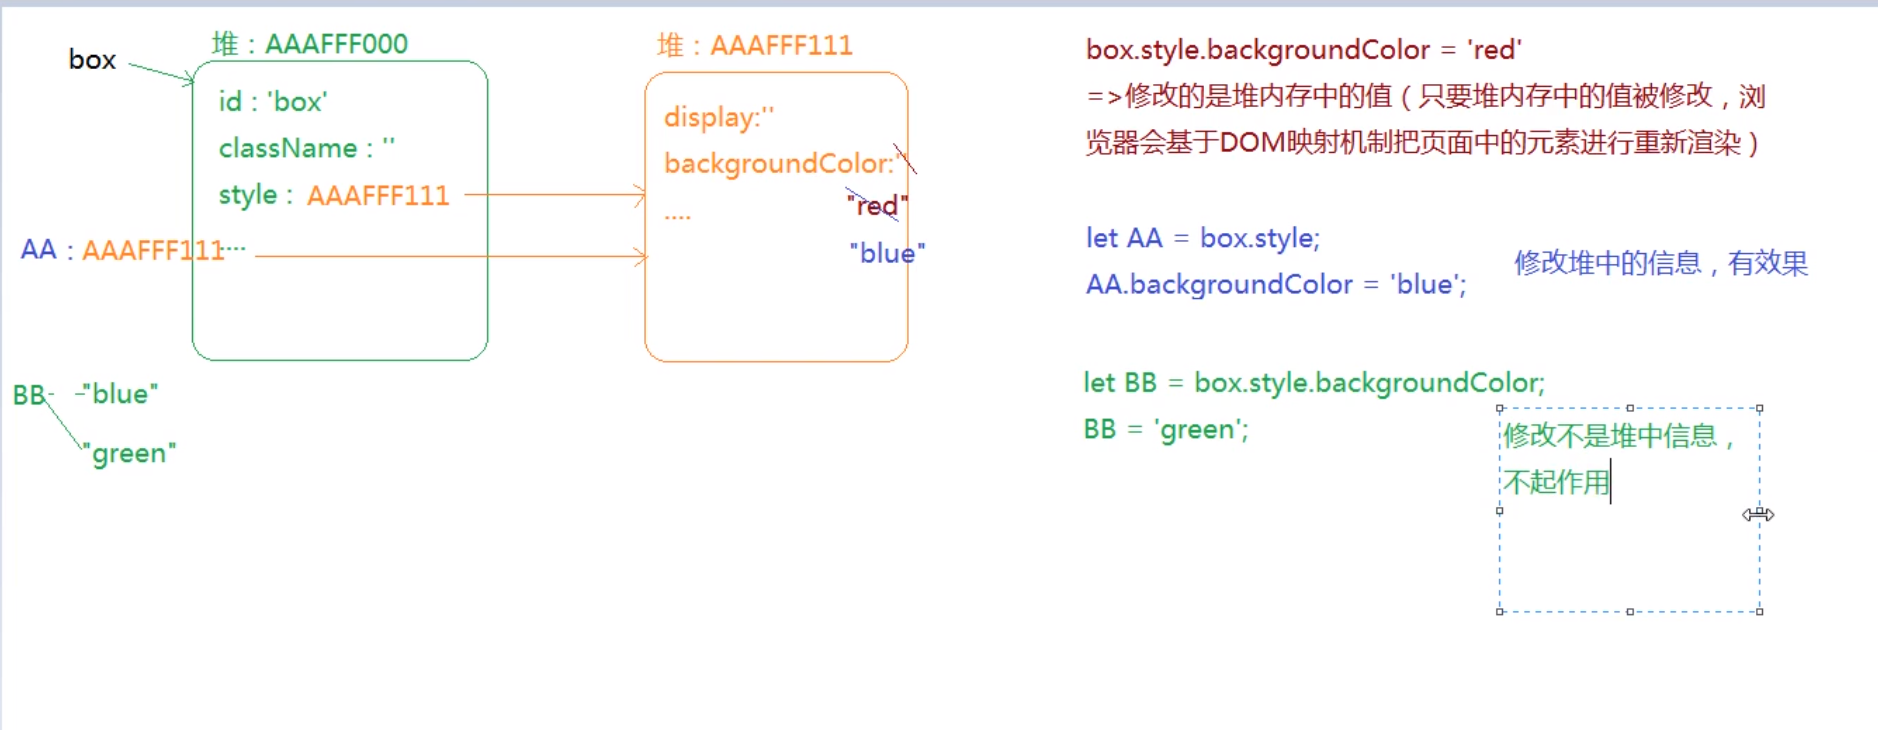 box
堆：AAAFFF000
id : 'box'
className : ''
style : AAAFFF111
....
AA : AAAFFF111
BB "blue"
"green"
堆：AAAFFF111
display:''
backgroundColor:''
"red"
....
"blue"
box.style.backgroundColor = 'red'
=>修改的是堆内存中的值（只要堆内存中的值被修改，浏
览器会基于DOM映射机制把页面中的元素进行重新渲染）
let AA = box.style;
AA.backgroundColor = 'blue';
修改堆中的信息，有效果
let BB = box.style.backgroundColor;
BB = 'green';
修改不是堆中信息，
不起作用